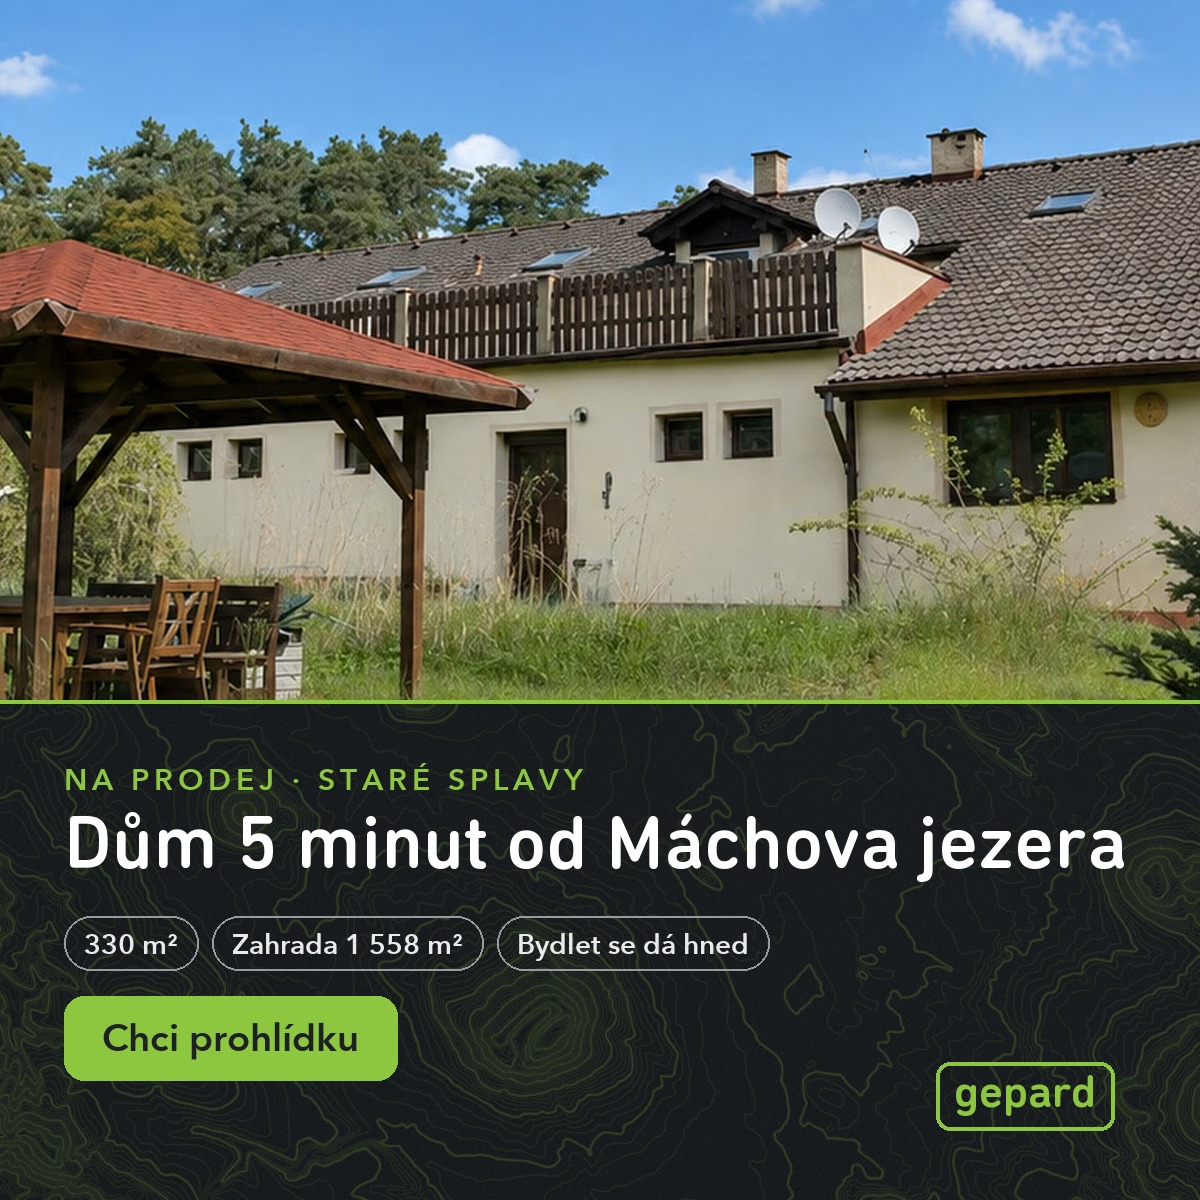 NA PRODEJ · STARÉ SPLAVY
Dům 5 minut od Máchova jezera
330 m² Zahrada 1 558 m² Bydlet se dá hned
Chci prohlídku
gepard